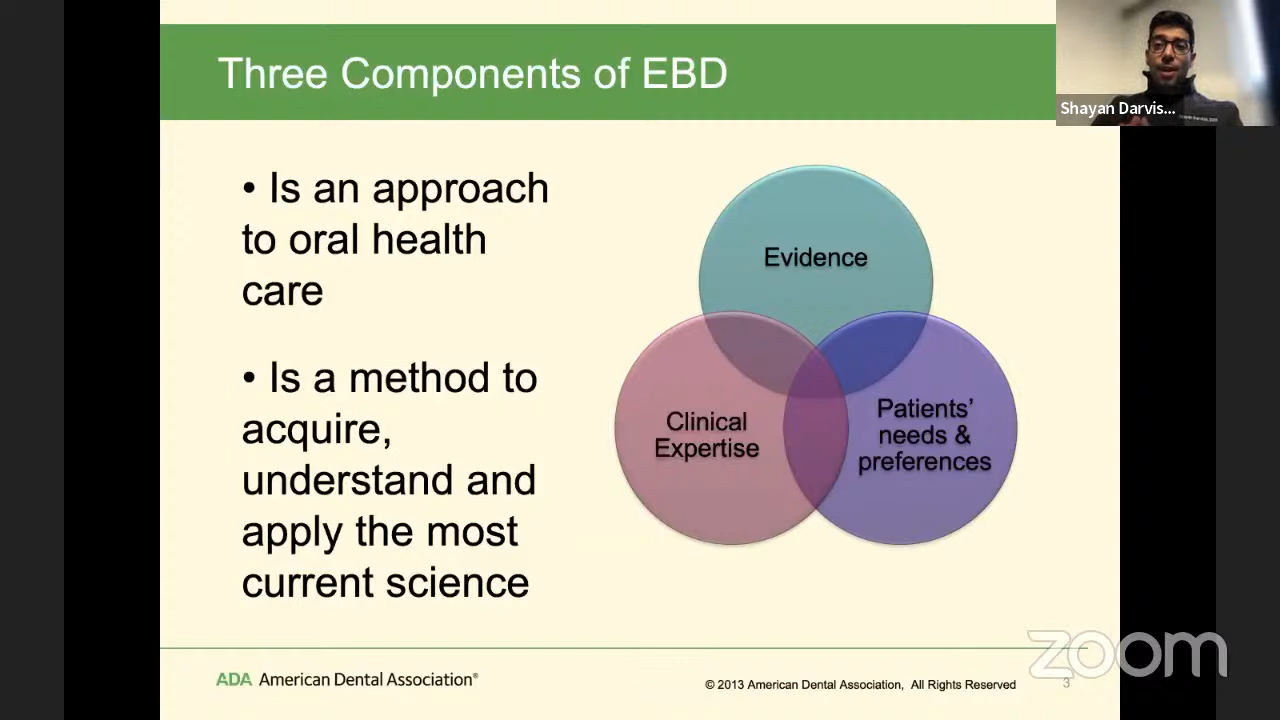 Three Components of EBD
Shayan Darvis...
• Is an approach
to oral health
care
• Is a method to
acquire,
understand and
apply the most
current science
Evidence
Clinical
Expertise
Patients’
needs &
preferences
ADA American Dental Association®
© 2013 American Dental Association, All Rights Reserved
3
zoom